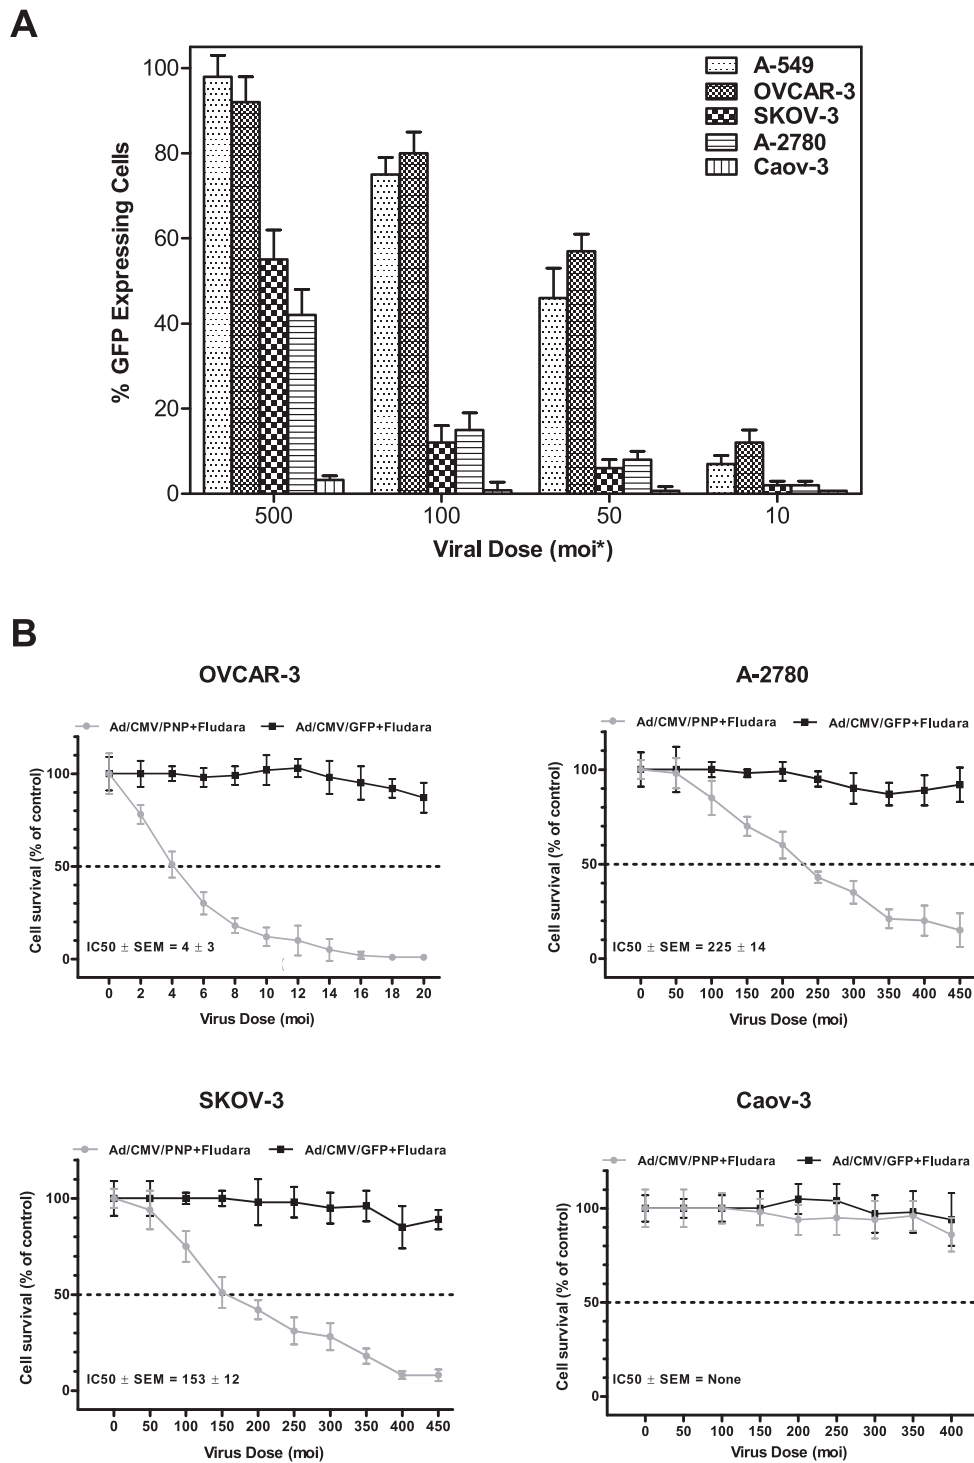 A
% GFP Expressing Cells
100
80
60
40
20
0
A-549
OVCAR-3
SKOV-3
A-2780
Caov-3
500 100 50 10
Viral Dose (moi*)
B
OVCAR-3
Ad/CMV/PNP+Fludara Ad/CMV/GFP+Fludara
Cell survival (% of control)
100
50
0
IC50 ± SEM = 4 ± 3
0 2 4 6 8 10 12 14 16 18 20
Virus Dose (moi)
A-2780
Ad/CMV/PNP+Fludara Ad/CMV/GFP+Fludara
Cell survival (% of control)
100
50
0
IC50 ± SEM = 225 ± 14
0 50 100 150 200 250 300 350 400 450
Virus Dose (moi)
SKOV-3
Ad/CMV/PNP+Fludara Ad/CMV/GFP+Fludara
Cell survival (% of control)
100
50
0
IC50 ± SEM = 153 ± 12
0 50 100 150 200 250 300 350 400 450
Virus Dose (moi)
Caov-3
Ad/CMV/PNP+Fludara Ad/CMV/GFP+Fludara
Cell survival (% of control)
100
50
0
IC50 ± SEM = None
0 50 100 150 200 250 300 350 400
Virus Dose (moi)